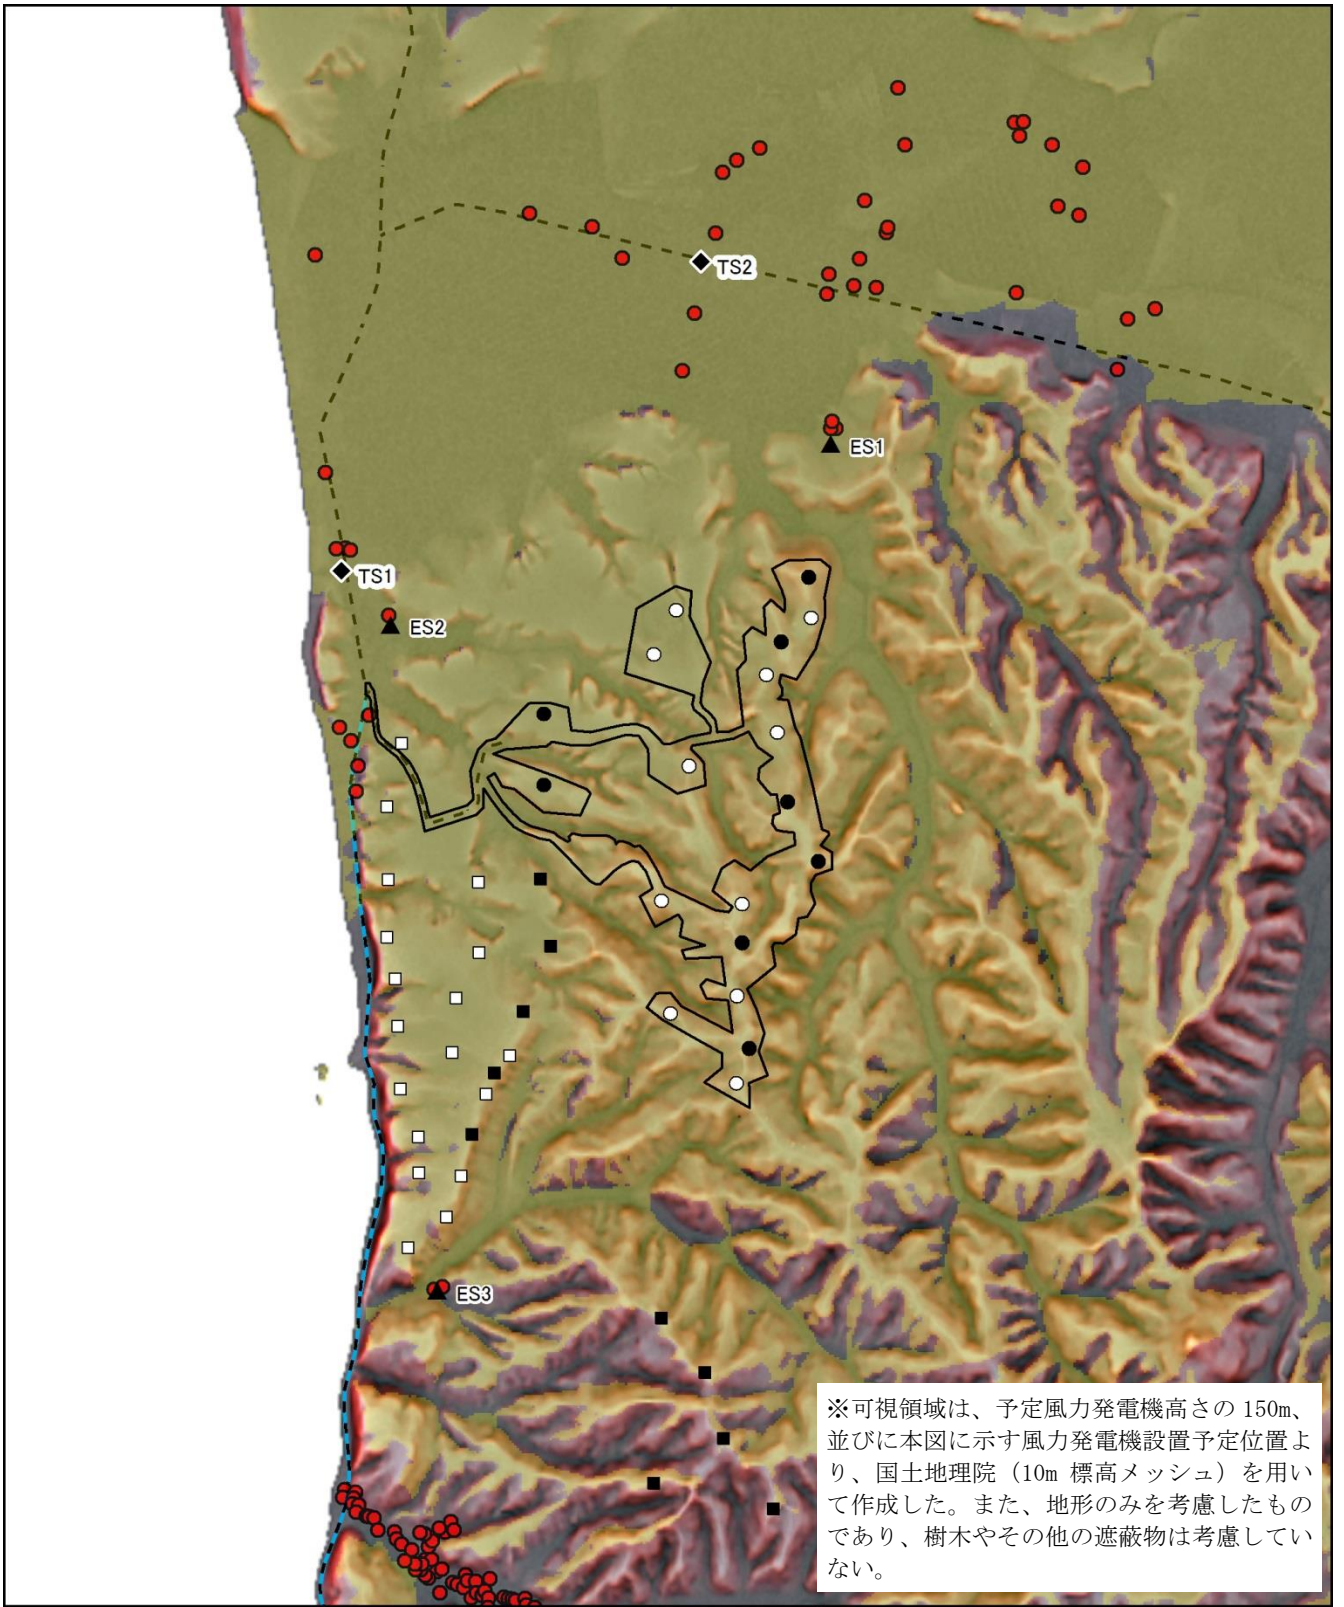 TS2
ES1
TS1
ES2
ES3
※可視領域は、予定風力発電機高さの 150m、
並びに本図に示す風力発電機設置予定位置よ
り、国土地理院（10m 標高メッシュ）を用い
て作成した。また、地形のみを考慮したもの
であり、樹木やその他の遮蔽物は考慮してい
ない。